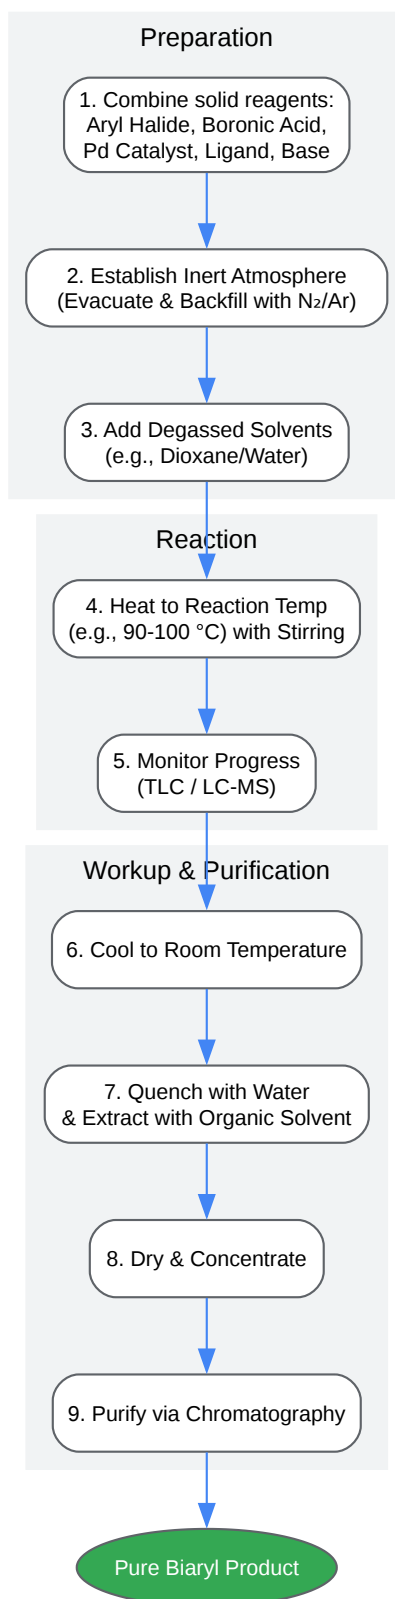 Preparation
1. Combine solid reagents:
Aryl Halide, Boronic Acid,
Pd Catalyst, Ligand, Base
2. Establish Inert Atmosphere
(Evacuate & Backfill with N₂/Ar)
3. Add Degassed Solvents
(e.g., Dioxane/Water)
Reaction
4. Heat to Reaction Temp
(e.g., 90-100 °C) with Stirring
5. Monitor Progress
(TLC / LC-MS)
Workup & Purification
6. Cool to Room Temperature
7. Quench with Water
& Extract with Organic Solvent
8. Dry & Concentrate
9. Purify via Chromatography
Pure Biaryl Product